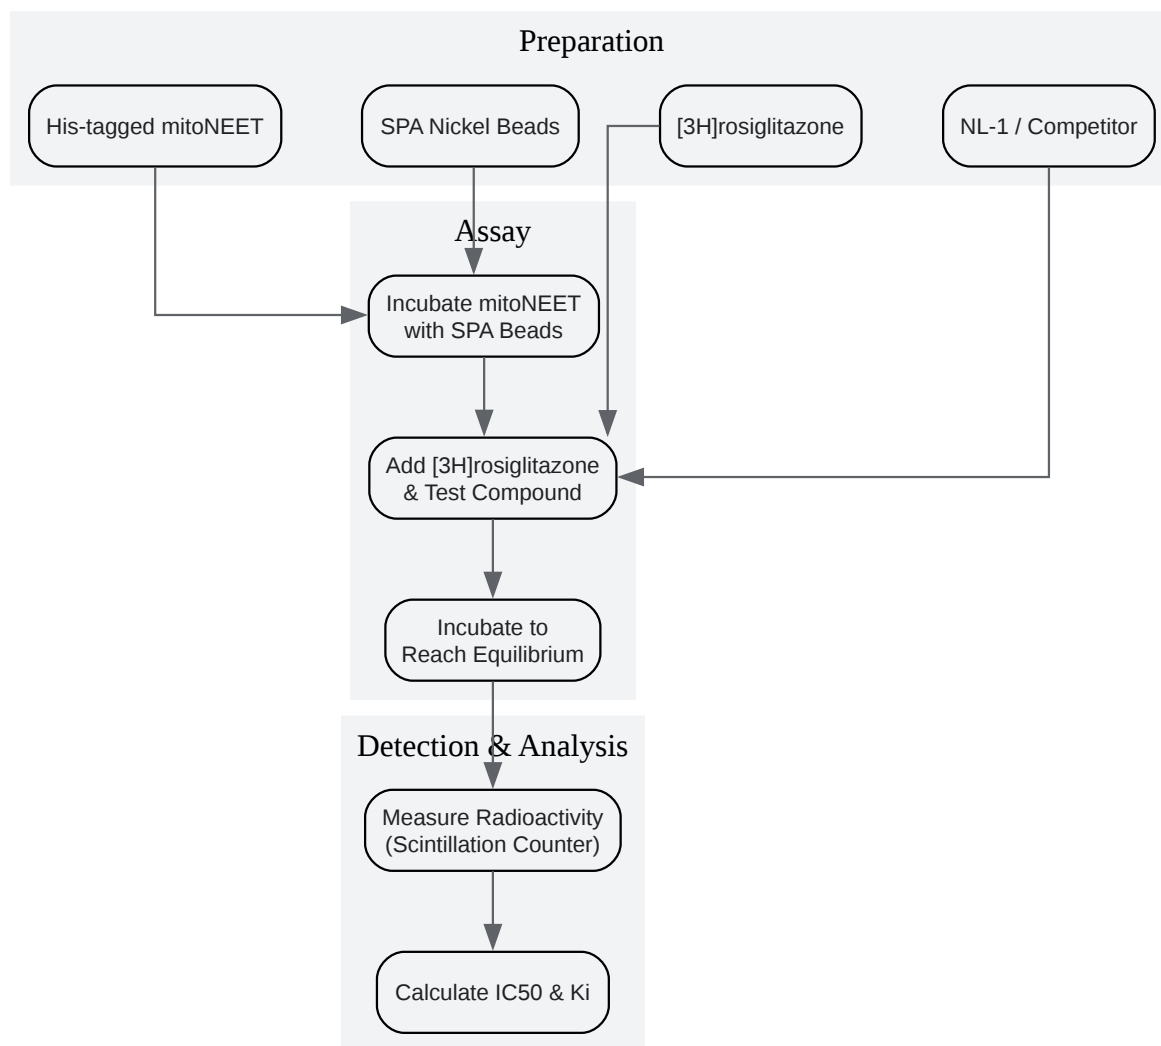 Preparation
His-tagged mitoNEET
SPA Nickel Beads
[3H]rosiglitazone
NL-1 / Competitor
Assay
Incubate mitoNEET
with SPA Beads
Add [3H]rosiglitazone
& Test Compound
Incubate to
Reach Equilibrium
Detection & Analysis
Measure Radioactivity
(Scintillation Counter)
Calculate IC50 & Ki